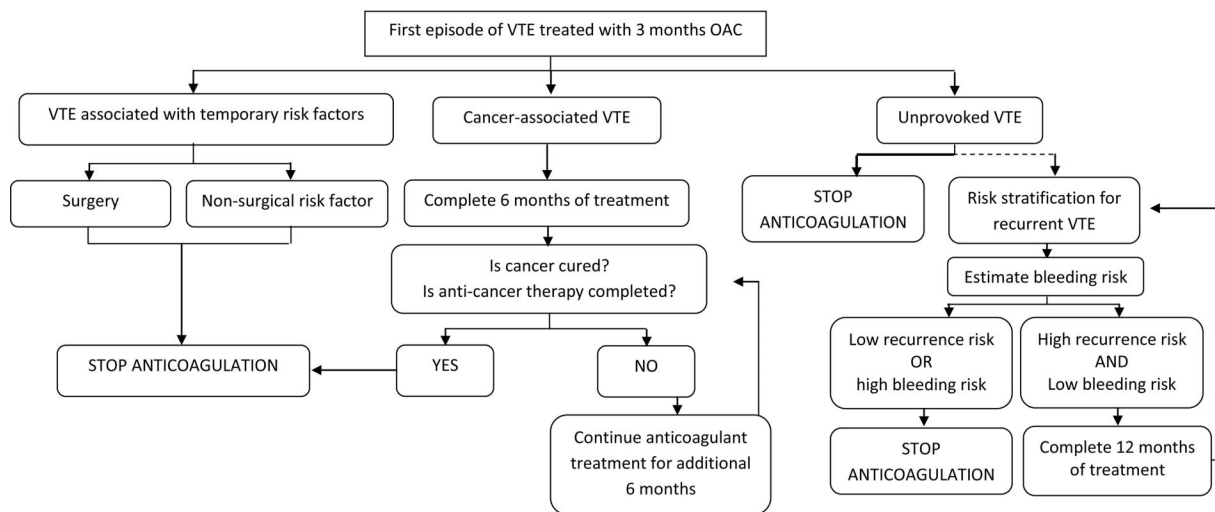 First episode of VTE treated with 3 months OAC
VTE associated with temporary risk factors
Cancer-associated VTE
Unprovoked VTE
Surgery
Non-surgical risk factor
Complete 6 months of treatment
STOP
ANTICOAGULATION
Risk stratification for
recurrent VTE
Is cancer cured?
Is anti-cancer therapy completed?
Estimate bleeding risk
STOP ANTICOAGULATION
YES
NO
Low recurrence risk
OR
high bleeding risk
High recurrence risk
AND
Low bleeding risk
Continue anticoagulant
treatment for additional
6 months
STOP
ANTICOAGULATION
Complete 12 months
of treatment